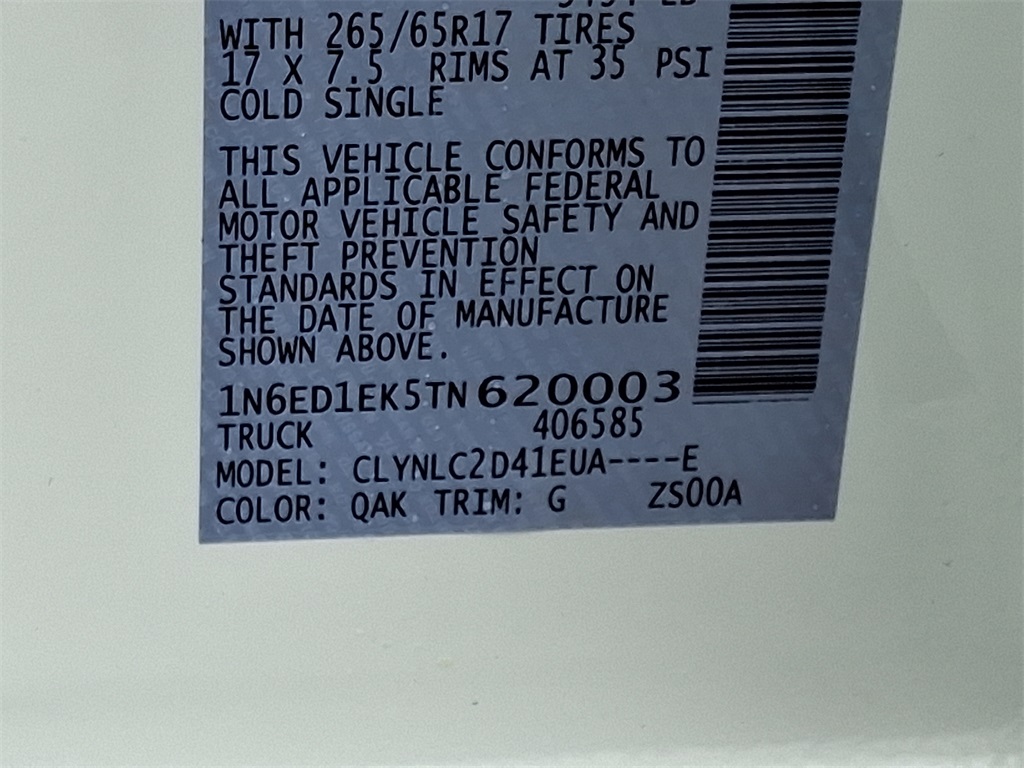 WITH 265/65R17 TIRES
17 X 7.5 RIMS AT 35 PSI
COLD SINGLE
THIS VEHICLE CONFORMS TO
ALL APPLICABLE FEDERAL
MOTOR VEHICLE SAFETY AND
THEFT PREVENTION
STANDARDS IN EFFECT ON
THE DATE OF MANUFACTURE
SHOWN ABOVE.
1N6ED1EK5TN620003
TRUCK 406585
MODEL: CLYNLC2D41EUA----E
COLOR: QAK TRIM: G ZS00A